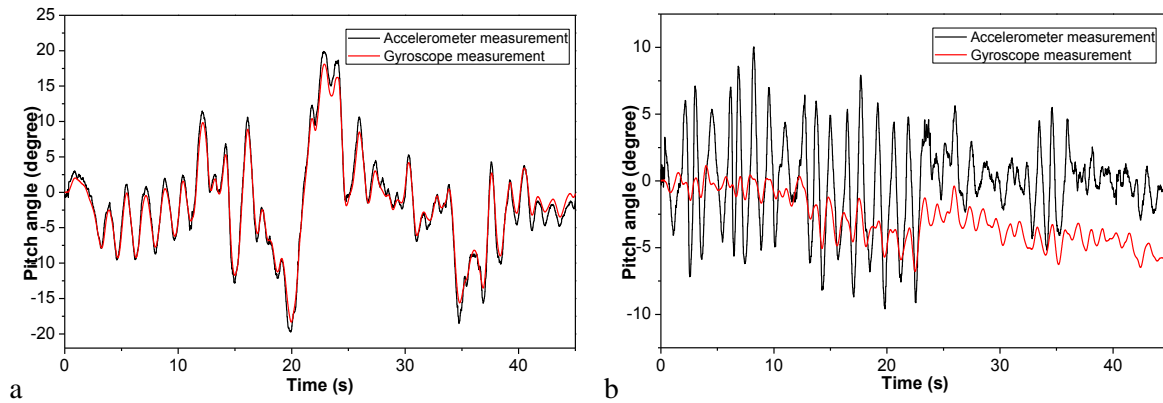 25
20
15
10
5
0
-5
-10
-15
-20
Pitch angle (degree)
Accelerometer measurement
Gyroscope measurement
0 10 20 30 40
Time (s)
a
10
5
0
-5
-10
Pitch angle (degree)
Accelerometer measurement
Gyroscope measurement
0 10 20 30 40
Time (s)
b